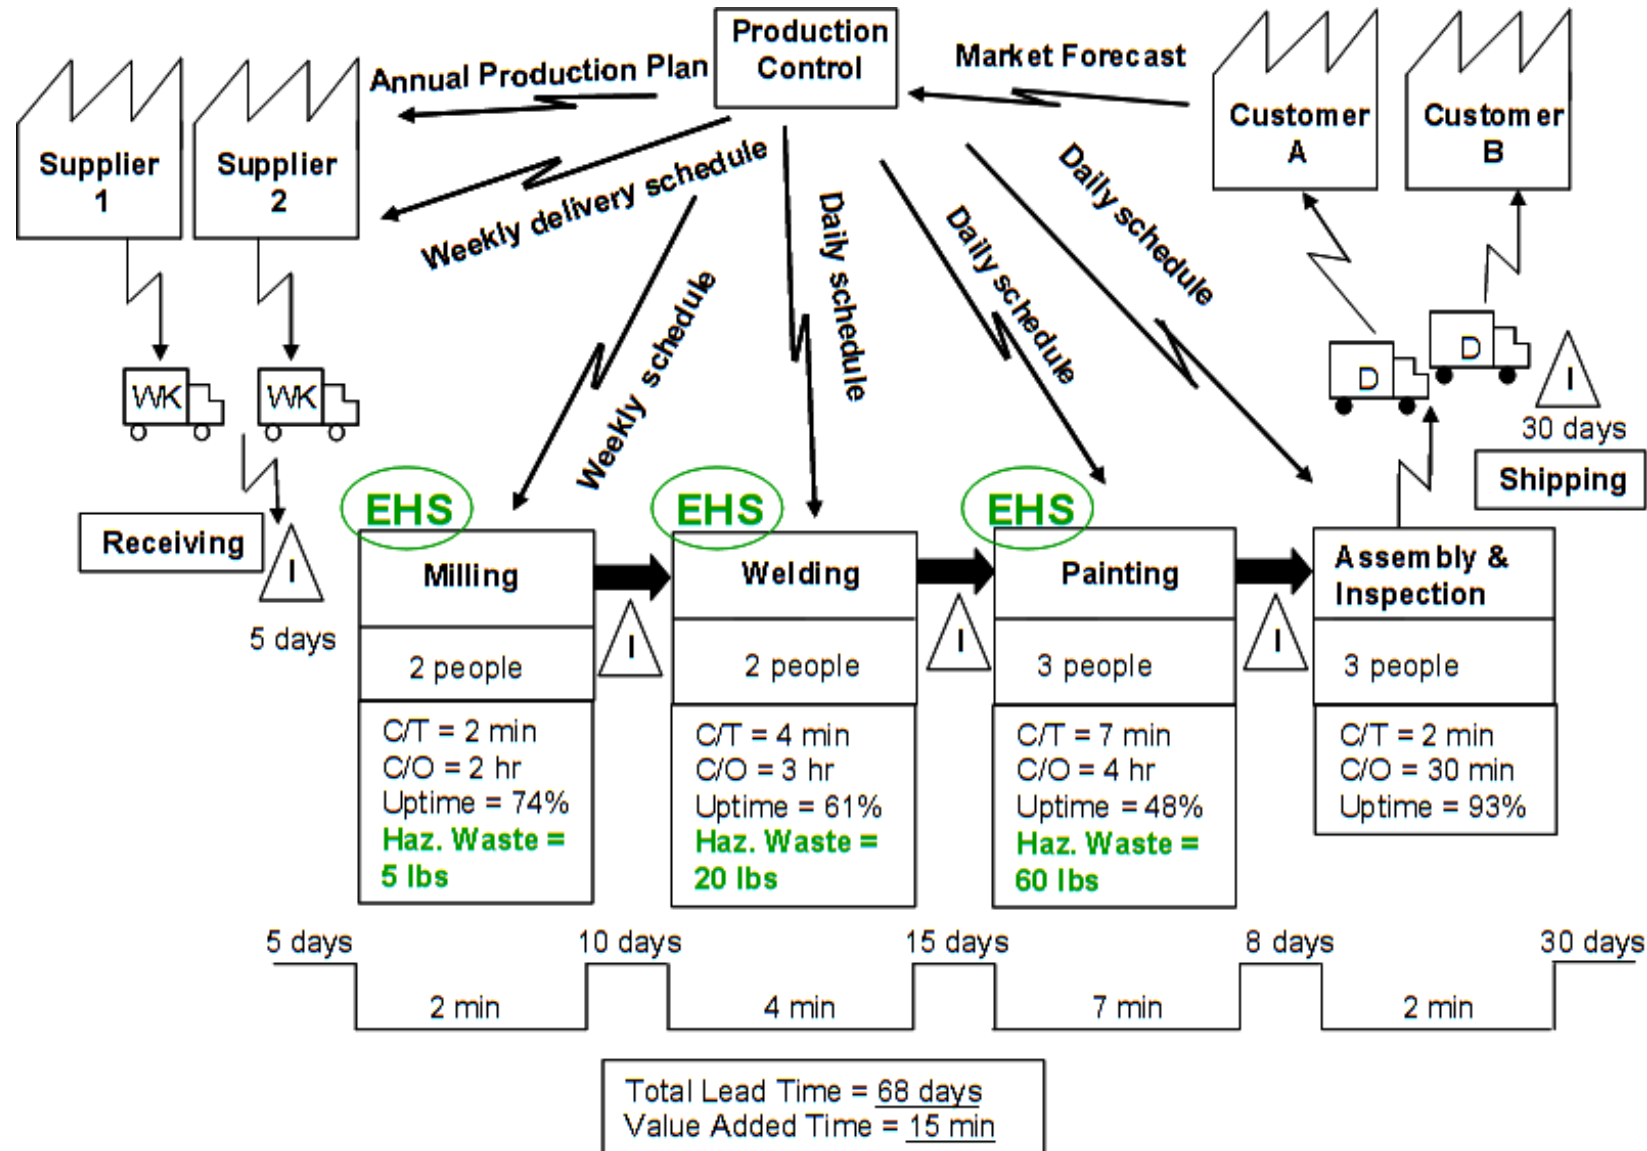 Production
Control
Annual Production Plan
Market Forecast
Supplier
1
Supplier
2
Customer
A
Customer
B
Weekly delivery schedule
Weekly schedule
Daily schedule
Daily schedule
Daily schedule
WK
WK
D
D
I
30 days
Shipping
Receiving
I
5 days
EHS
Milling
2 people
C/T = 2 min
C/O = 2 hr
Uptime = 74%
Haz. Waste =
5 lbs
I
EHS
Welding
2 people
C/T = 4 min
C/O = 3 hr
Uptime = 61%
Haz. Waste =
20 lbs
I
EHS
Painting
3 people
C/T = 7 min
C/O = 4 hr
Uptime = 48%
Haz. Waste =
60 lbs
I
Assembly &
Inspection
3 people
C/T = 2 min
C/O = 30 min
Uptime = 93%
5 days
10 days
15 days
8 days
30 days
2 min
4 min
7 min
2 min
Total Lead Time = 68 days
Value Added Time = 15 min